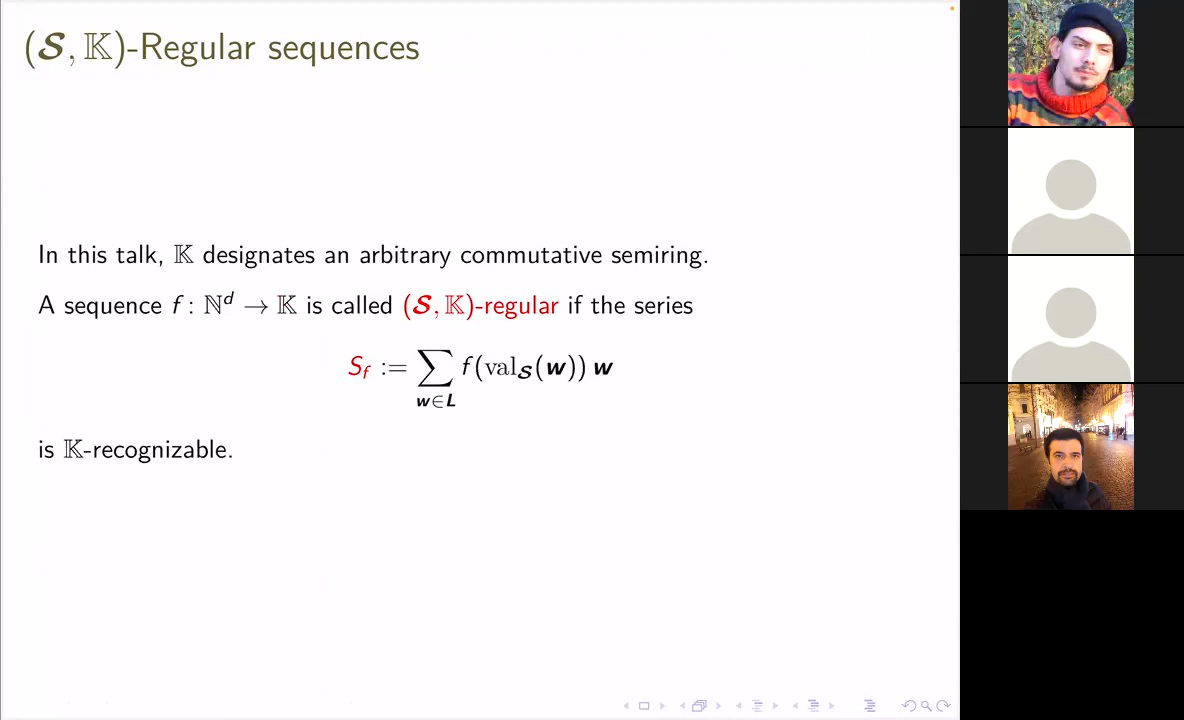 (𝓢, 𝕂)-Regular sequences
In this talk, 𝕂 designates an arbitrary commutative semiring.
A sequence f : ℕ^d → 𝕂 is called (𝓢, 𝕂)-regular if the series
S_f := ∑_{w∈L} f(val_𝓢(w)) w
is 𝕂-recognizable.